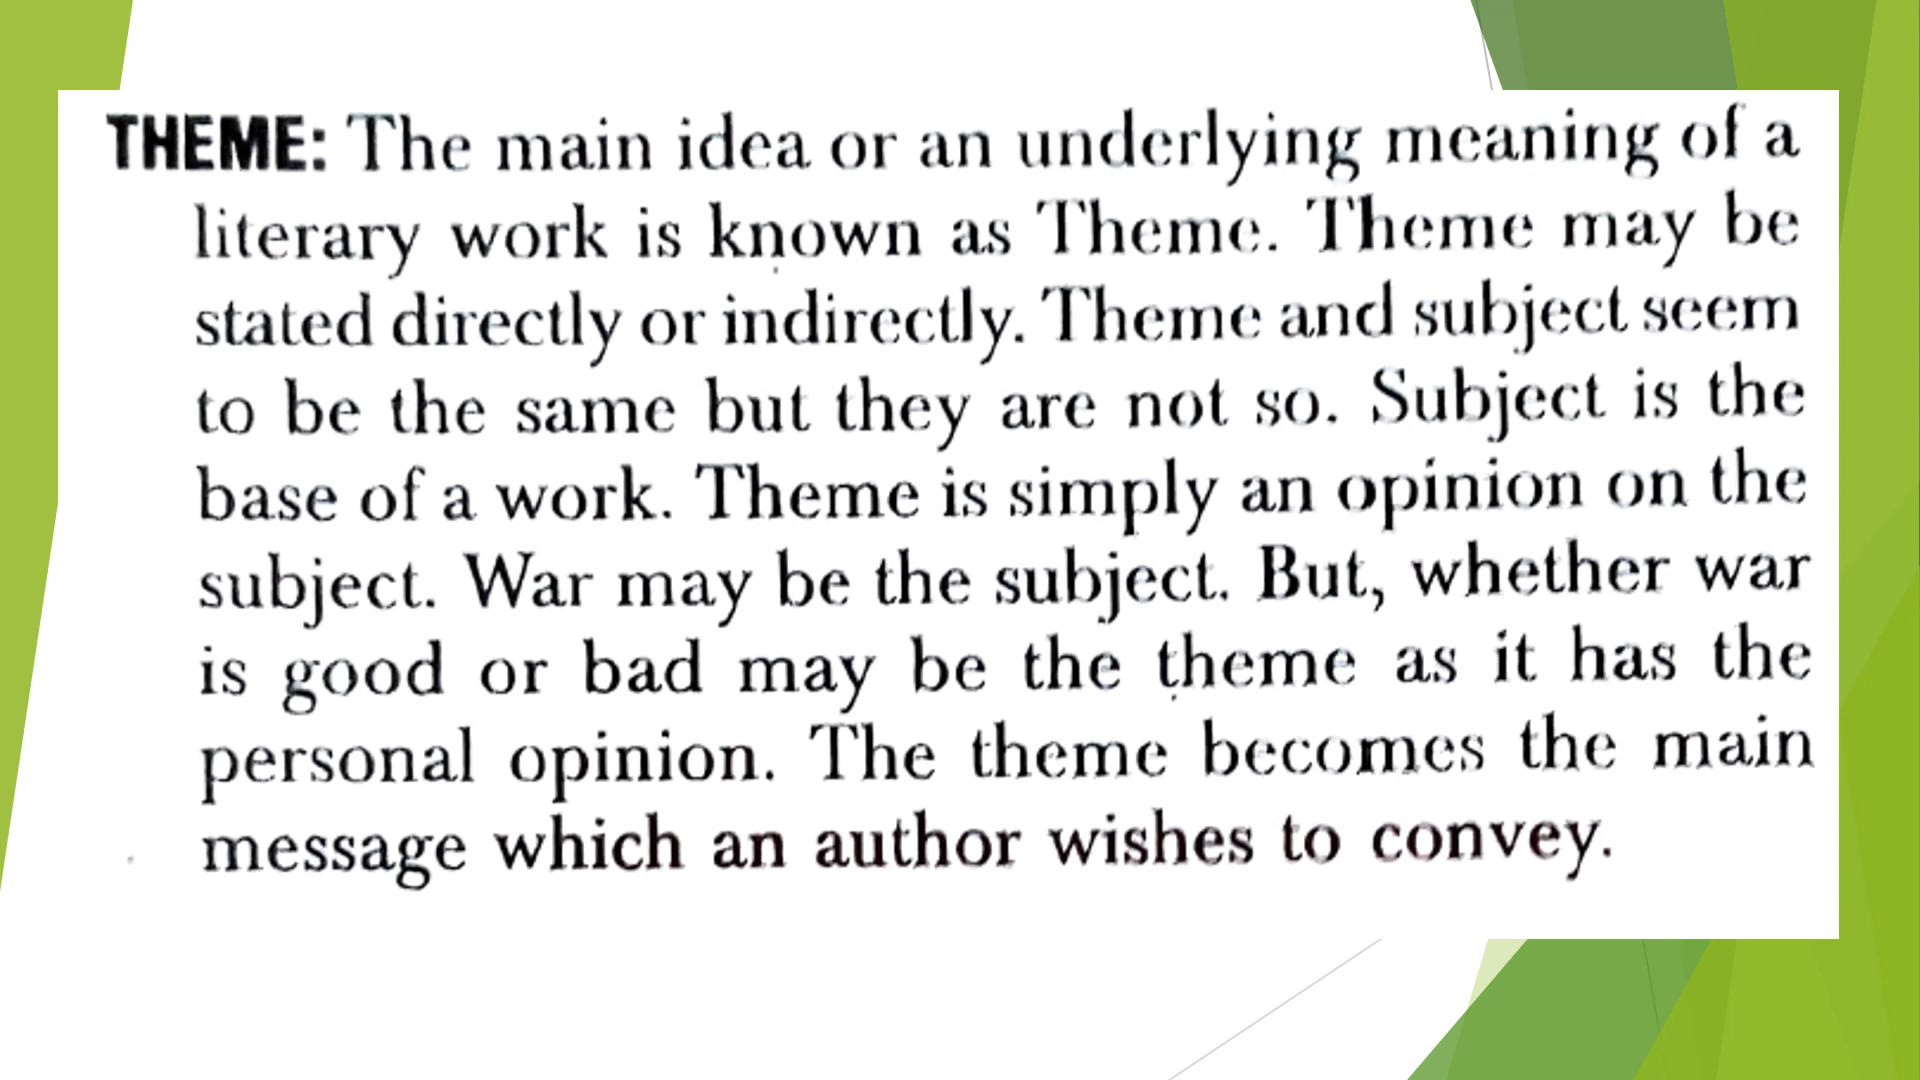 THEME: The main idea or an underlying meaning of a
literary work is known as Theme. Theme may be
stated directly or indirectly. Theme and subject seem
to be the same but they are not so. Subject is the
base of a work. Theme is simply an opinion on the
subject. War may be the subject. But, whether war
is good or bad may be the theme as it has the
personal opinion. The theme becomes the main
message which an author wishes to convey.